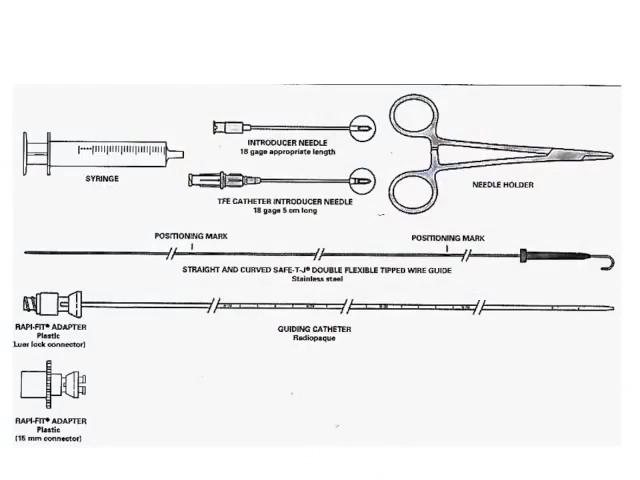 INTRODUCER NEEDLE
18 gage appropriate length
SYRINGE
TFE CATHETER INTRODUCER NEEDLE
18 gage 5 cm long
NEEDLE HOLDER
POSITIONING MARK
POSITIONING MARK
STRAIGHT AND CURVED SAFE-T-J® DOUBLE FLEXIBLE TIPPED WIRE GUIDE
Stainless steel
RAPI-FIT® ADAPTER
Plastic
(Luer lock connector)
GUIDING CATHETER
Radiopaque
RAPI-FIT® ADAPTER
Plastic
(15 mm connector)